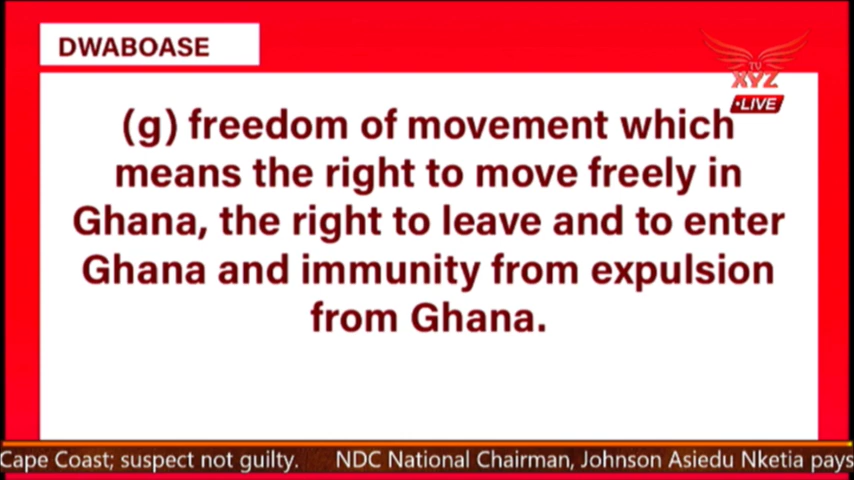 DWABOASE
TV
XYZ
•LIVE
(g) freedom of movement which
means the right to move freely in
Ghana, the right to leave and to enter
Ghana and immunity from expulsion
from Ghana.
Cape Coast; suspect not guilty. NDC National Chairman, Johnson Asiedu Nketia pays